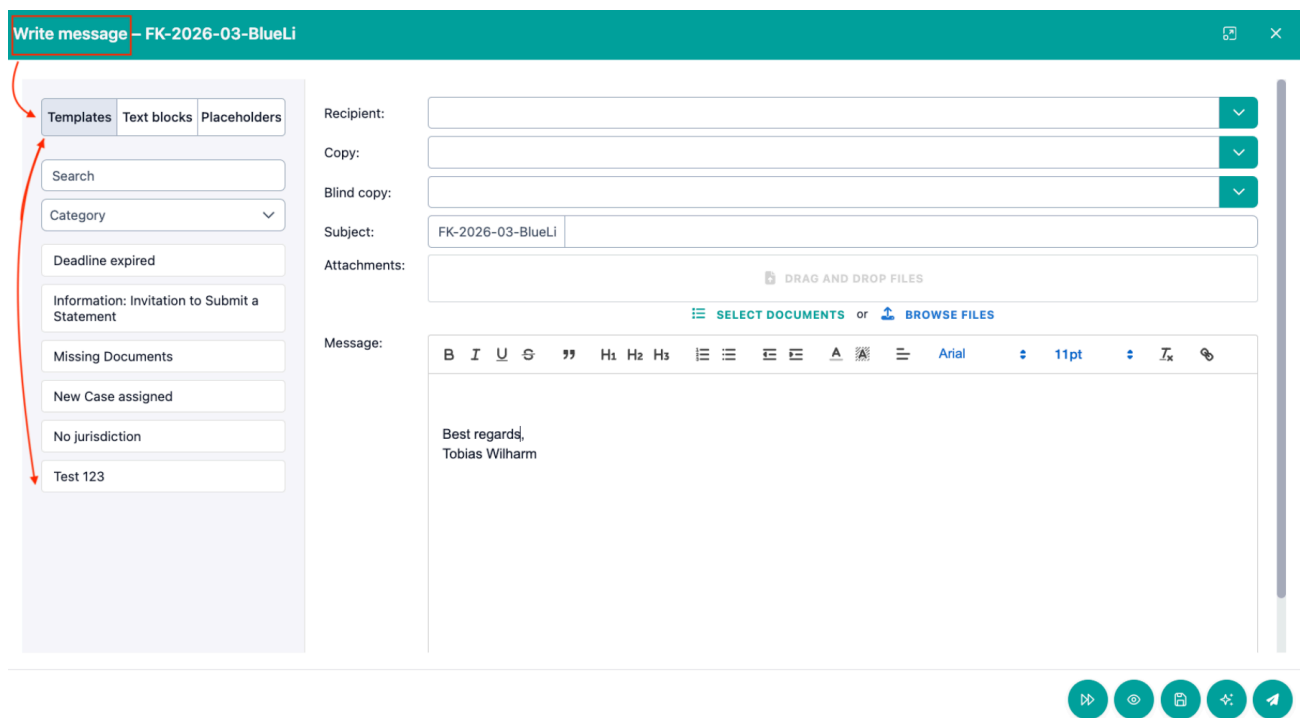 Write message – FK-2026-03-BlueLi
Templates Text blocks Placeholders
Search
Category
Deadline expired
Information: Invitation to Submit a
Statement
Missing Documents
New Case assigned
No jurisdiction
Test 123
Recipient:
Copy:
Blind copy:
Subject: FK-2026-03-BlueLi
Attachments: DRAG AND DROP FILES
SELECT DOCUMENTS or BROWSE FILES
Message:
B I U S H1 H2 H3 A A Arial 11pt Tx
Best regards,
Tobias Wilharm